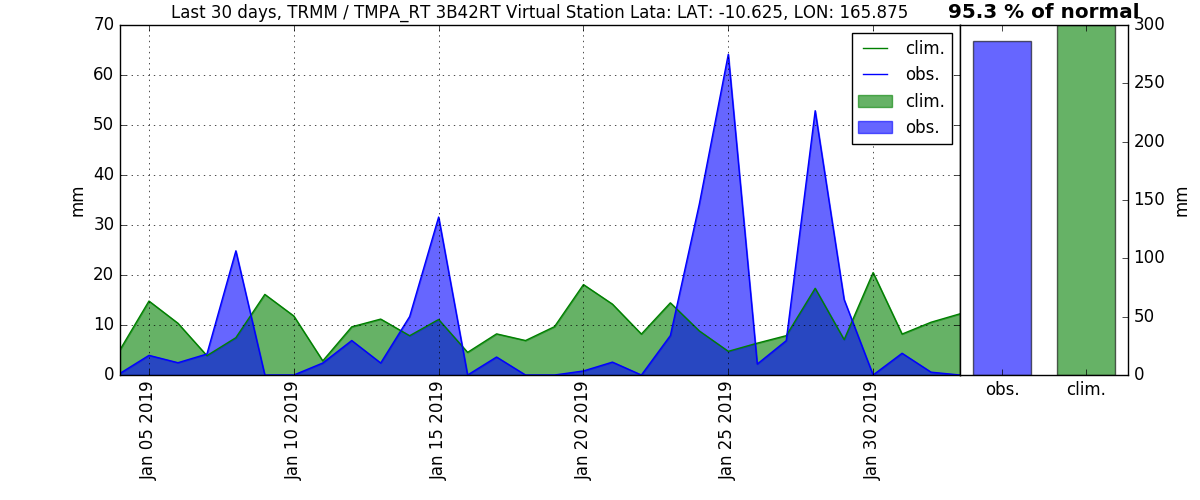 Last 30 days, TRMM / TMPA_RT 3B42RT Virtual Station Lata: LAT: -10.625, LON: 165.875
95.3 % of normal
70
60
50
40
30
20
10
0
mm
clim.
obs.
clim.
obs.
300
250
200
150
100
50
0
mm
Jan 05 2019
Jan 10 2019
Jan 15 2019
Jan 20 2019
Jan 25 2019
Jan 30 2019
obs.
clim.